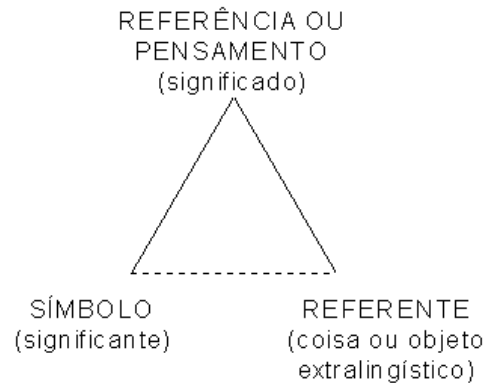 REFERÊNCIA OU
PENSAMENTO
(significado)
SÍMBOLO
(significante)
REFERENTE
(coisa ou objeto
extralingístico)